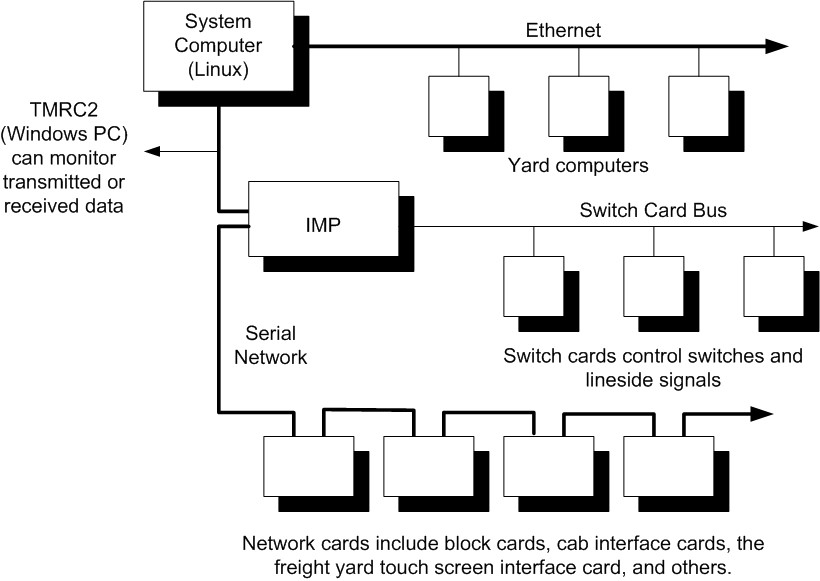 System
Computer
(Linux)
Ethernet
TMRC2
(Windows PC)
can monitor
transmitted or
received data
Yard computers
IMP
Switch Card Bus
Serial
Network
Switch cards control switches and
lineside signals
Network cards include block cards, cab interface cards, the
freight yard touch screen interface card, and others.